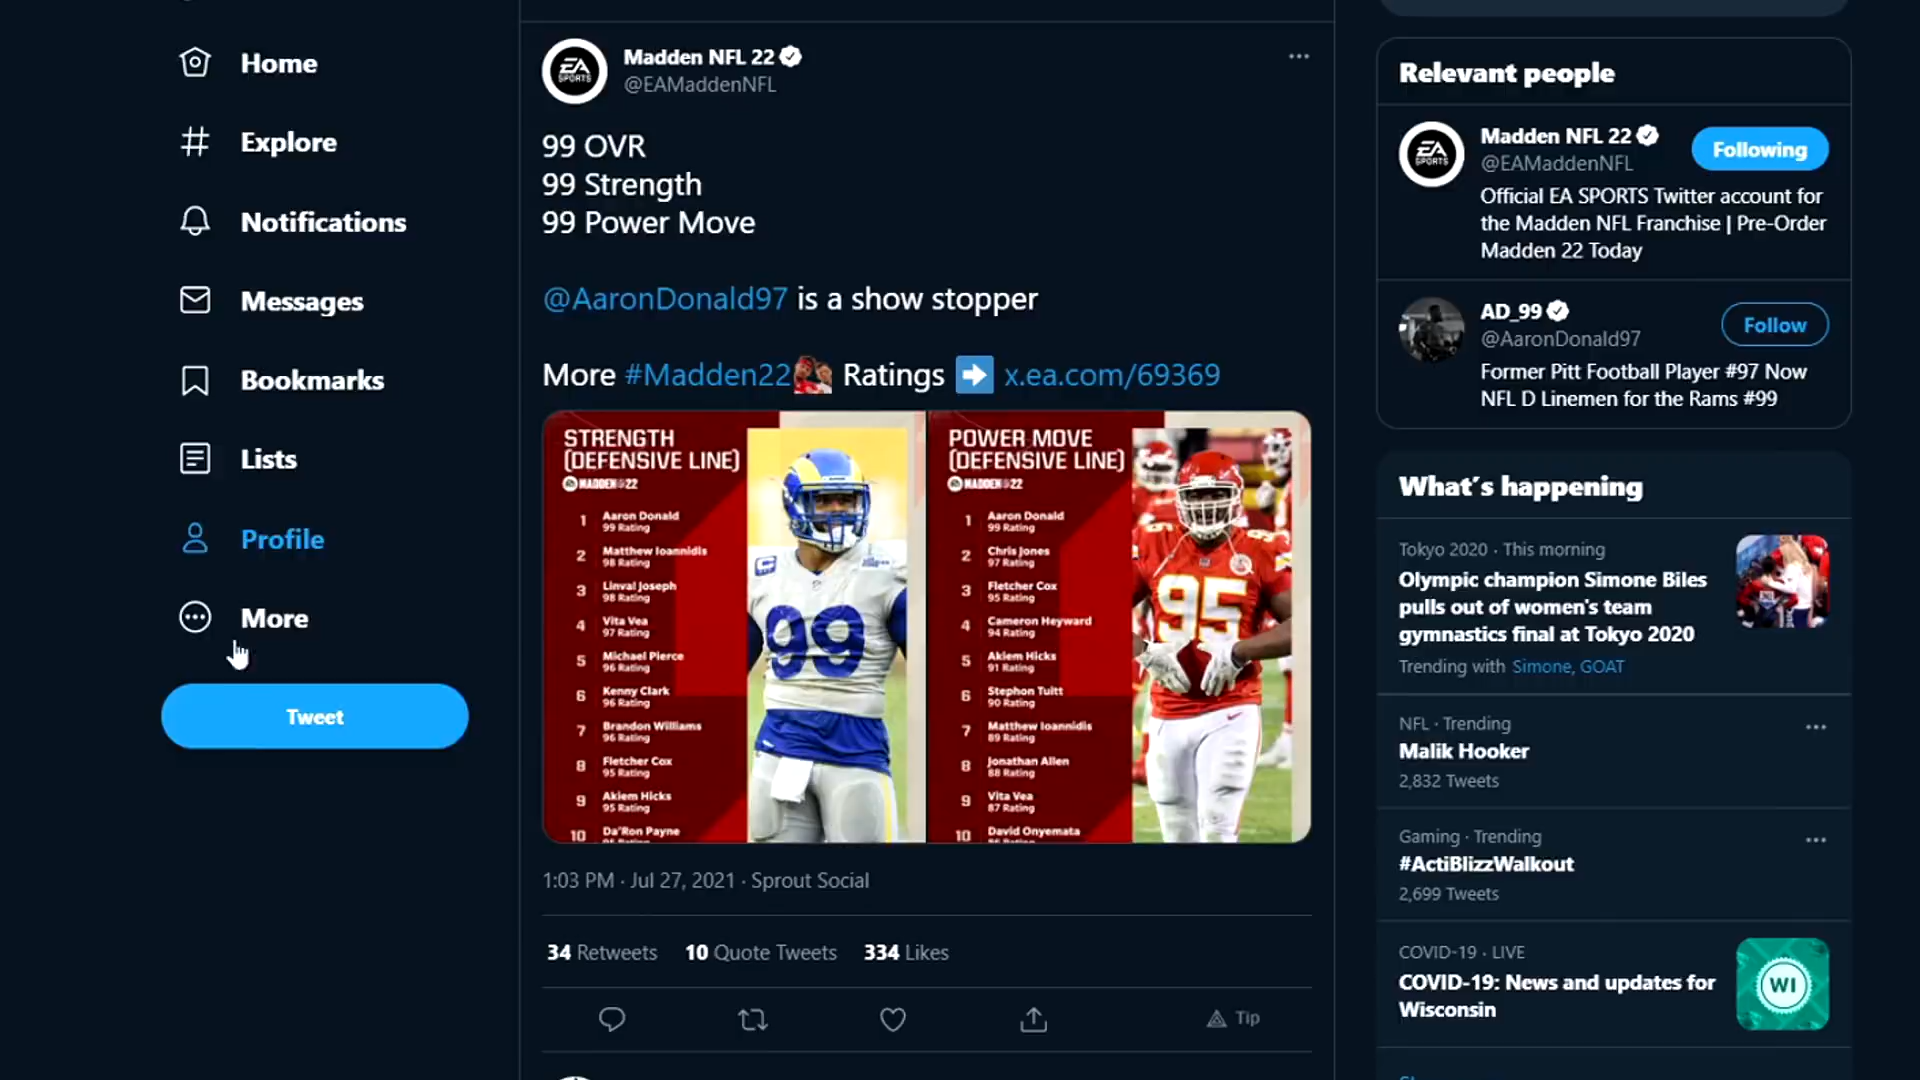 Home
Explore
Notifications
Messages
Bookmarks
Lists
Profile
More
Tweet
EA
SPORTS
Madden NFL 22
@EAMaddenNFL
99 OVR
99 Strength
99 Power Move
@AaronDonald97 is a show stopper
More #Madden22 Ratings ➡ x.ea.com/69369
STRENGTH
(DEFENSIVE LINE)
MADDEN 22
1 Aaron Donald
99 Rating
2 Matthew Ioannidis
98 Rating
3 Linval Joseph
98 Rating
4 Vita Vea
97 Rating
5 Michael Pierce
96 Rating
6 Kenny Clark
96 Rating
7 Brandon Williams
96 Rating
8 Fletcher Cox
95 Rating
9 Akiem Hicks
95 Rating
10 Da'Ron Payne
99
POWER MOVE
(DEFENSIVE LINE)
MADDEN 22
1 Aaron Donald
99 Rating
2 Chris Jones
97 Rating
3 Fletcher Cox
95 Rating
4 Cameron Heyward
94 Rating
5 Akiem Hicks
91 Rating
6 Stephon Tuitt
90 Rating
7 Matthew Ioannidis
89 Rating
8 Jonathan Allen
88 Rating
9 Vita Vea
87 Rating
10 David Onyemata
95
1:03 PM · Jul 27, 2021 · Sprout Social
34 Retweets 10 Quote Tweets 334 Likes
Tip
Relevant people
EA
SPORTS
Madden NFL 22
@EAMaddenNFL
Following
Official EA SPORTS Twitter account for
the Madden NFL Franchise | Pre-Order
Madden 22 Today
AD_99
@AaronDonald97
Follow
Former Pitt Football Player #97 Now
NFL D Linemen for the Rams #99
What's happening
Tokyo 2020 · This morning
Olympic champion Simone Biles
pulls out of women's team
gymnastics final at Tokyo 2020
Trending with Simone, GOAT
NFL · Trending
Malik Hooker
2,832 Tweets
Gaming · Trending
#ActiBlizzWalkout
2,699 Tweets
COVID-19 · LIVE
COVID-19: News and updates for
Wisconsin
WI